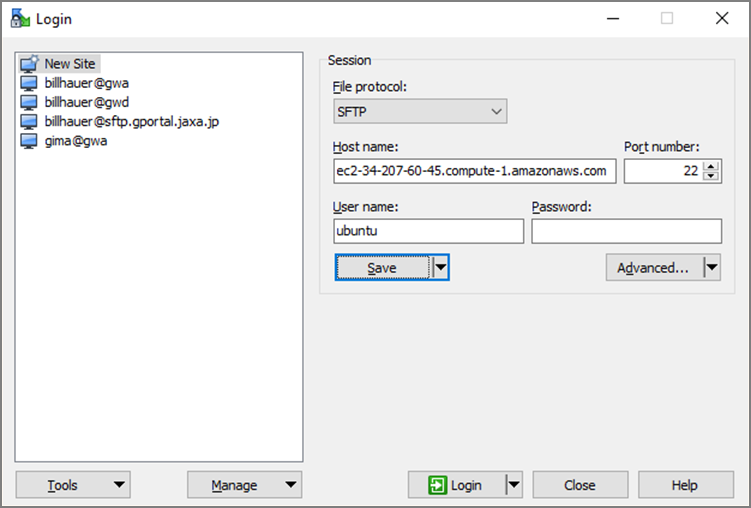 Login
New Site
billhauer@gwa
billhauer@gwd
billhauer@sftp.gportal.jaxa.jp
gima@gwa
Session
File protocol:
SFTP
Host name:
Port number:
ec2-34-207-60-45.compute-1.amazonaws.com
22
User name:
Password:
ubuntu
Save
Advanced...
Tools
Manage
Login
Close
Help